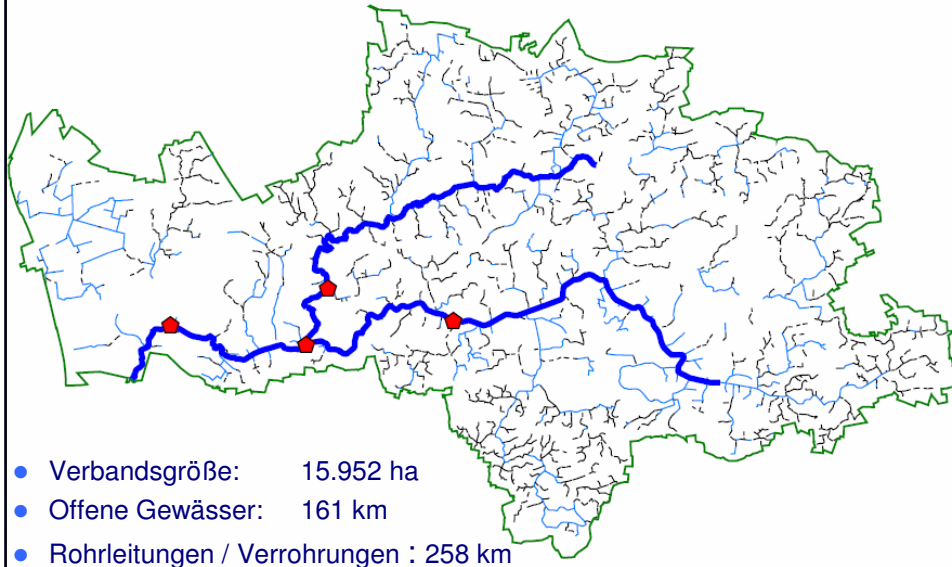 Verbandsgröße: 15.952 ha
Offene Gewässer: 161 km
Rohrleitungen / Verrohrungen : 258 km